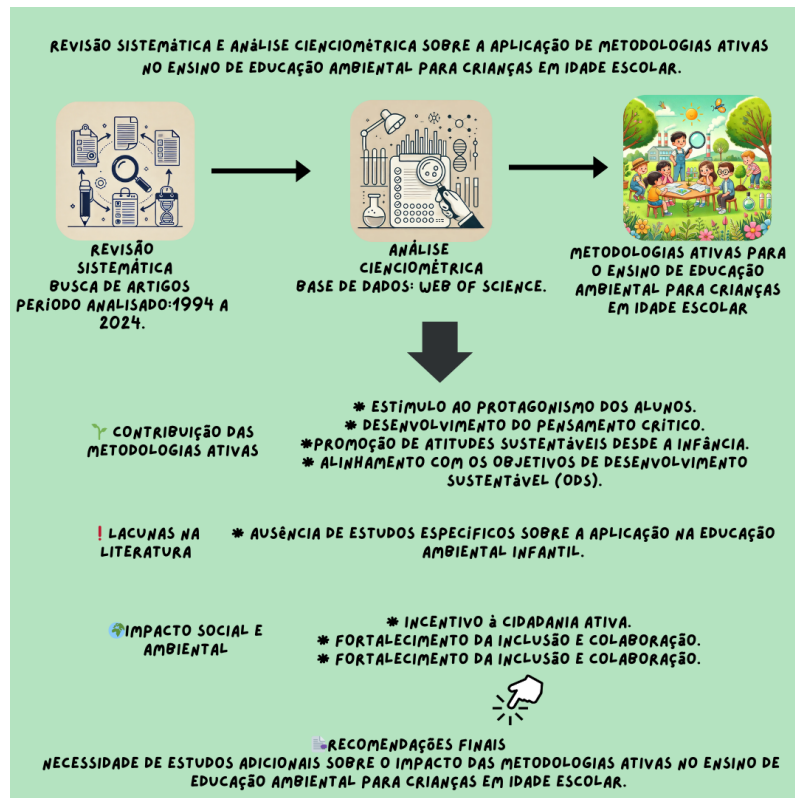 REVISÃO SISTEMÁTICA E ANÁLISE CIENCIOMÉTRICA SOBRE A APLICAÇÃO DE METODOLOGIAS ATIVAS
NO ENSINO DE EDUCAÇÃO AMBIENTAL PARA CRIANÇAS EM IDADE ESCOLAR.
REVISÃO
SISTEMÁTICA
BUSCA DE ARTIGOS
PERÍODO ANALISADO:1994 A
2024.
ANÁLISE
CIENCIOMÉTRICA
BASE DE DADOS: WEB OF SCIENCE.
METODOLOGIAS ATIVAS PARA
O ENSINO DE EDUCAÇÃO
AMBIENTAL PARA CRIANÇAS
EM IDADE ESCOLAR
CONTRIBUIÇÃO DAS
METODOLOGIAS ATIVAS
* ESTÍMULO AO PROTAGONISMO DOS ALUNOS.
* DESENVOLVIMENTO DO PENSAMENTO CRÍTICO.
*PROMOÇÃO DE ATITUDES SUSTENTÁVEIS DESDE A INFÂNCIA.
* ALINHAMENTO COM OS OBJETIVOS DE DESENVOLVIMENTO
SUSTENTÁVEL (ODS).
❗LACUNAS NA
LITERATURA
* AUSÊNCIA DE ESTUDOS ESPECÍFICOS SOBRE A APLICAÇÃO NA EDUCAÇÃO
AMBIENTAL INFANTIL.
IMPACTO SOCIAL E
AMBIENTAL
* INCENTIVO À CIDADANIA ATIVA.
* FORTALECIMENTO DA INCLUSÃO E COLABORAÇÃO.
* FORTALECIMENTO DA INCLUSÃO E COLABORAÇÃO.
RECOMENDAÇÕES FINAIS
NECESSIDADE DE ESTUDOS ADICIONAIS SOBRE O IMPACTO DAS METODOLOGIAS ATIVAS NO ENSINO DE
EDUCAÇÃO AMBIENTAL PARA CRIANÇAS EM IDADE ESCOLAR.